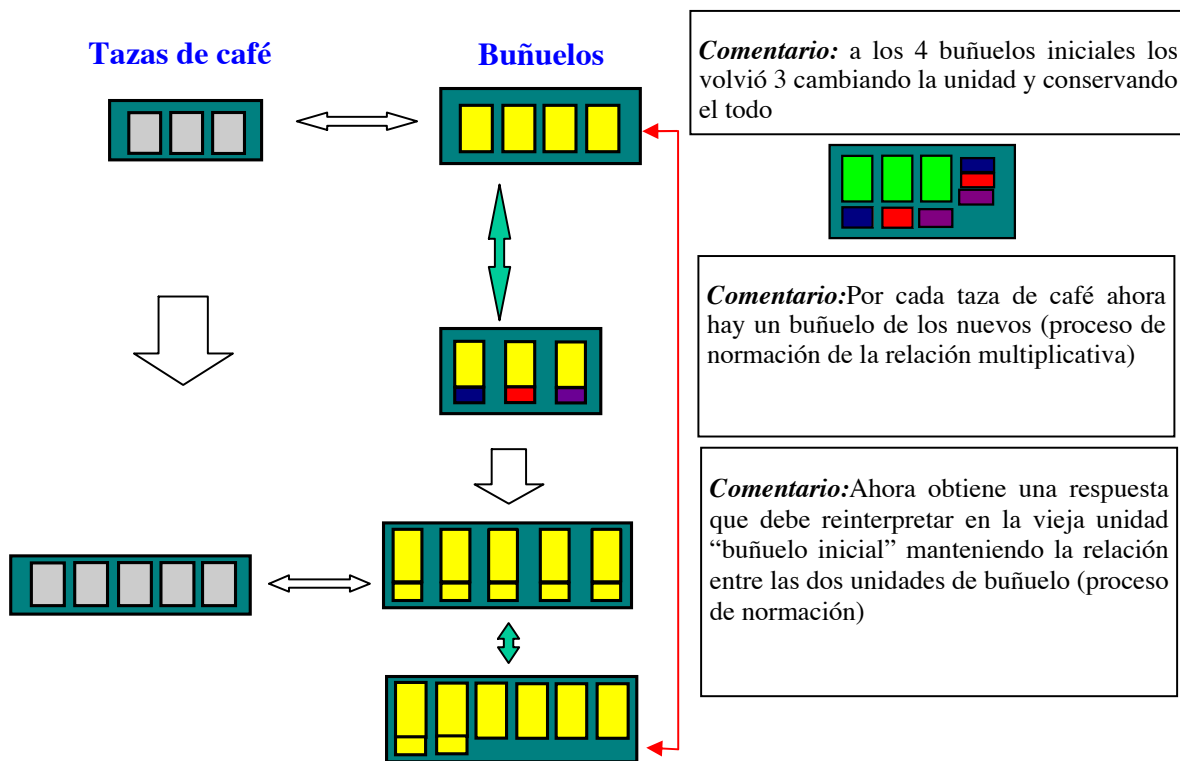 Tazas de café
Buñuelos
Comentario: a los 4 buñuelos iniciales los
volvió 3 cambiando la unidad y conservando
el todo
Comentario:Por cada taza de café ahora
hay un buñuelo de los nuevos (proceso de
normación de la relación multiplicativa)
Comentario:Ahora obtiene una respuesta
que debe reinterpretar en la vieja unidad
“buñuelo inicial” manteniendo la relación
entre las dos unidades de buñuelo (proceso
de normación)